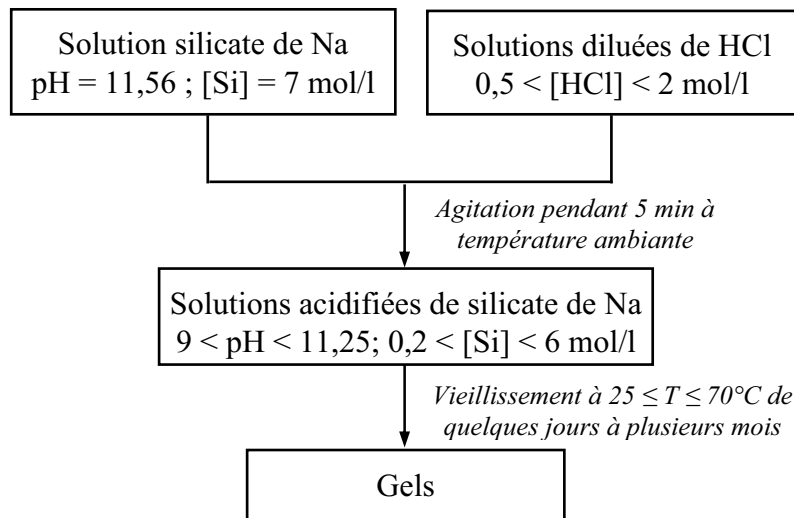 Solution silicate de Na
pH = 11,56 ; [Si] = 7 mol/l
Solutions diluées de HCl
0,5 < [HCl] < 2 mol/l
Agitation pendant 5 min à
température ambiante
Solutions acidifiées de silicate de Na
9 < pH < 11,25; 0,2 < [Si] < 6 mol/l
Vieillissement à 25 ≤ T ≤ 70°C de
quelques jours à plusieurs mois
Gels